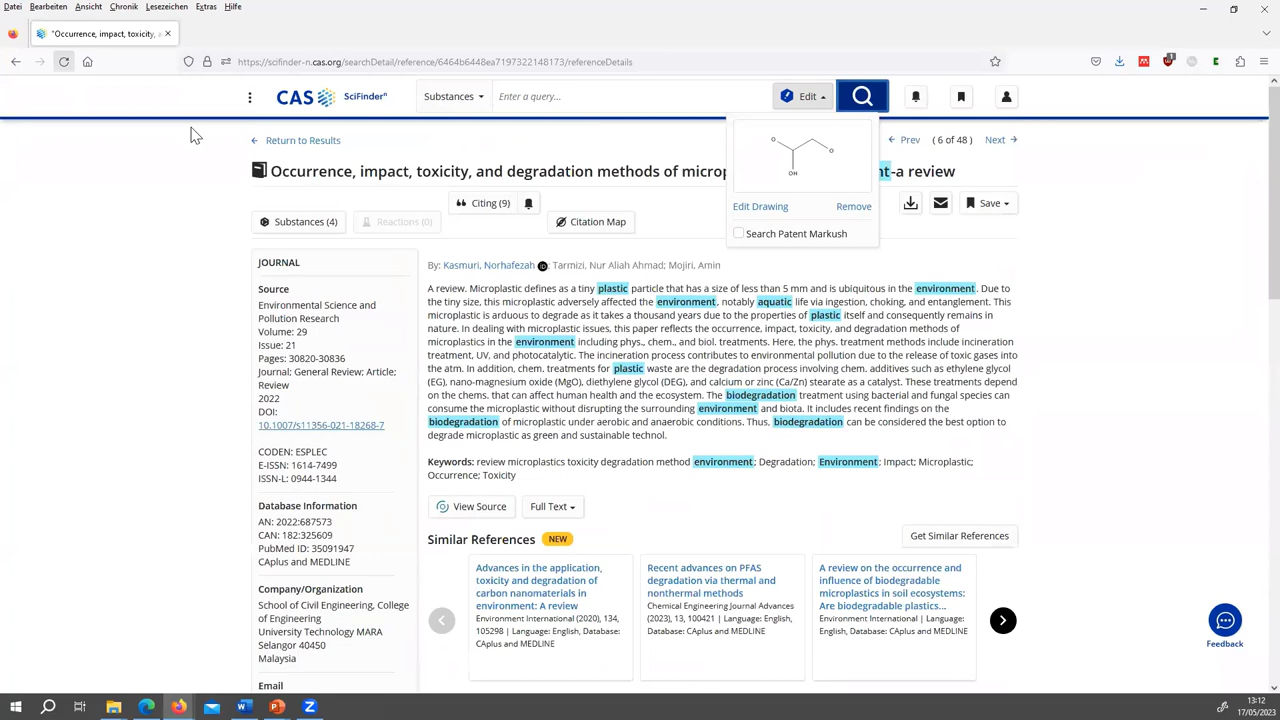 Datei Bearbeiten Ansicht Chronik Lesezeichen Extras Hilfe
"Occurrence, impact, toxicity, a
https://scifinder-n.cas.org/searchDetail/reference/6464b6448ea7197322148173/referenceDetails
1
CAS SciFinder®
Substances
Enter a query...
Edit
O
O
OH
Edit Drawing Remove
Search Patent Markush
Return to Results
Prev ( 6 of 48 ) Next
Occurrence, impact, toxicity, and degradation methods of microp nt-a review
Citing (9)
Save
Substances (4) Reactions (0) Citation Map
JOURNAL
Source
Environmental Science and
Pollution Research
Volume: 29
Issue: 21
Pages: 30820-30836
Journal; General Review; Article;
Review
2022
DOI:
10.1007/s11356-021-18268-7
CODEN: ESPLEC
E-ISSN: 1614-7499
ISSN-L: 0944-1344
Database Information
AN: 2022:687573
CAN: 182:325609
PubMed ID: 35091947
CAplus and MEDLINE
Company/Organization
School of Civil Engineering, College
of Engineering
University Technology MARA
Selangor 40450
Malaysia
Email
By: Kasmuri, Norhafezah iD ; Tarmizi, Nur Aliah Ahmad; Mojiri, Amin
A review. Microplastic defines as a tiny plastic particle that has a size of less than 5 mm and is ubiquitous in the environment. Due to
the tiny size, this microplastic adversely affected the environment, notably aquatic life via ingestion, choking, and entanglement. This
microplastic is arduous to degrade as it takes a thousand years due to the properties of plastic itself and consequently remains in
nature. In dealing with microplastic issues, this paper reflects the occurrence, impact, toxicity, and degradation methods of
microplastics in the environment including phys., chem., and biol. treatments. Here, the phys. treatment methods include incineration
treatment, UV, and photocatalytic. The incineration process contributes to environmental pollution due to the release of toxic gases into
the atm. In addition, chem. treatments for plastic waste are the degradation process involving chem. additives such as ethylene glycol
(EG), nano-magnesium oxide (MgO), diethylene glycol (DEG), and calcium or zinc (Ca/Zn) stearate as a catalyst. These treatments depend
on the chems. that can affect human health and the ecosystem. The biodegradation treatment using bacterial and fungal species can
consume the microplastic without disrupting the surrounding environment and biota. It includes recent findings on the
biodegradation of microplastic under aerobic and anaerobic conditions. Thus, biodegradation can be considered the best option to
degrade microplastic as green and sustainable technol.
Keywords: review microplastics toxicity degradation method environment; Degradation; Environment; Impact; Microplastic;
Occurrence; Toxicity
View Source Full Text
Similar References NEW
Get Similar References
Advances in the application,
toxicity and degradation of
carbon nanomaterials in
environment: A review
Environment International (2020), 134,
105298 | Language: English, Database:
CAplus and MEDLINE
Recent advances on PFAS
degradation via thermal and
nonthermal methods
Chemical Engineering Journal Advances
(2023), 13, 100421 | Language: English,
Database: CAplus and MEDLINE
A review on the occurrence and
influence of biodegradable
microplastics in soil ecosystems:
Are biodegradable plastics...
Environment International | Language:
English, Database: CAplus and MEDLINE
Feedback
13:12
17/05/2023